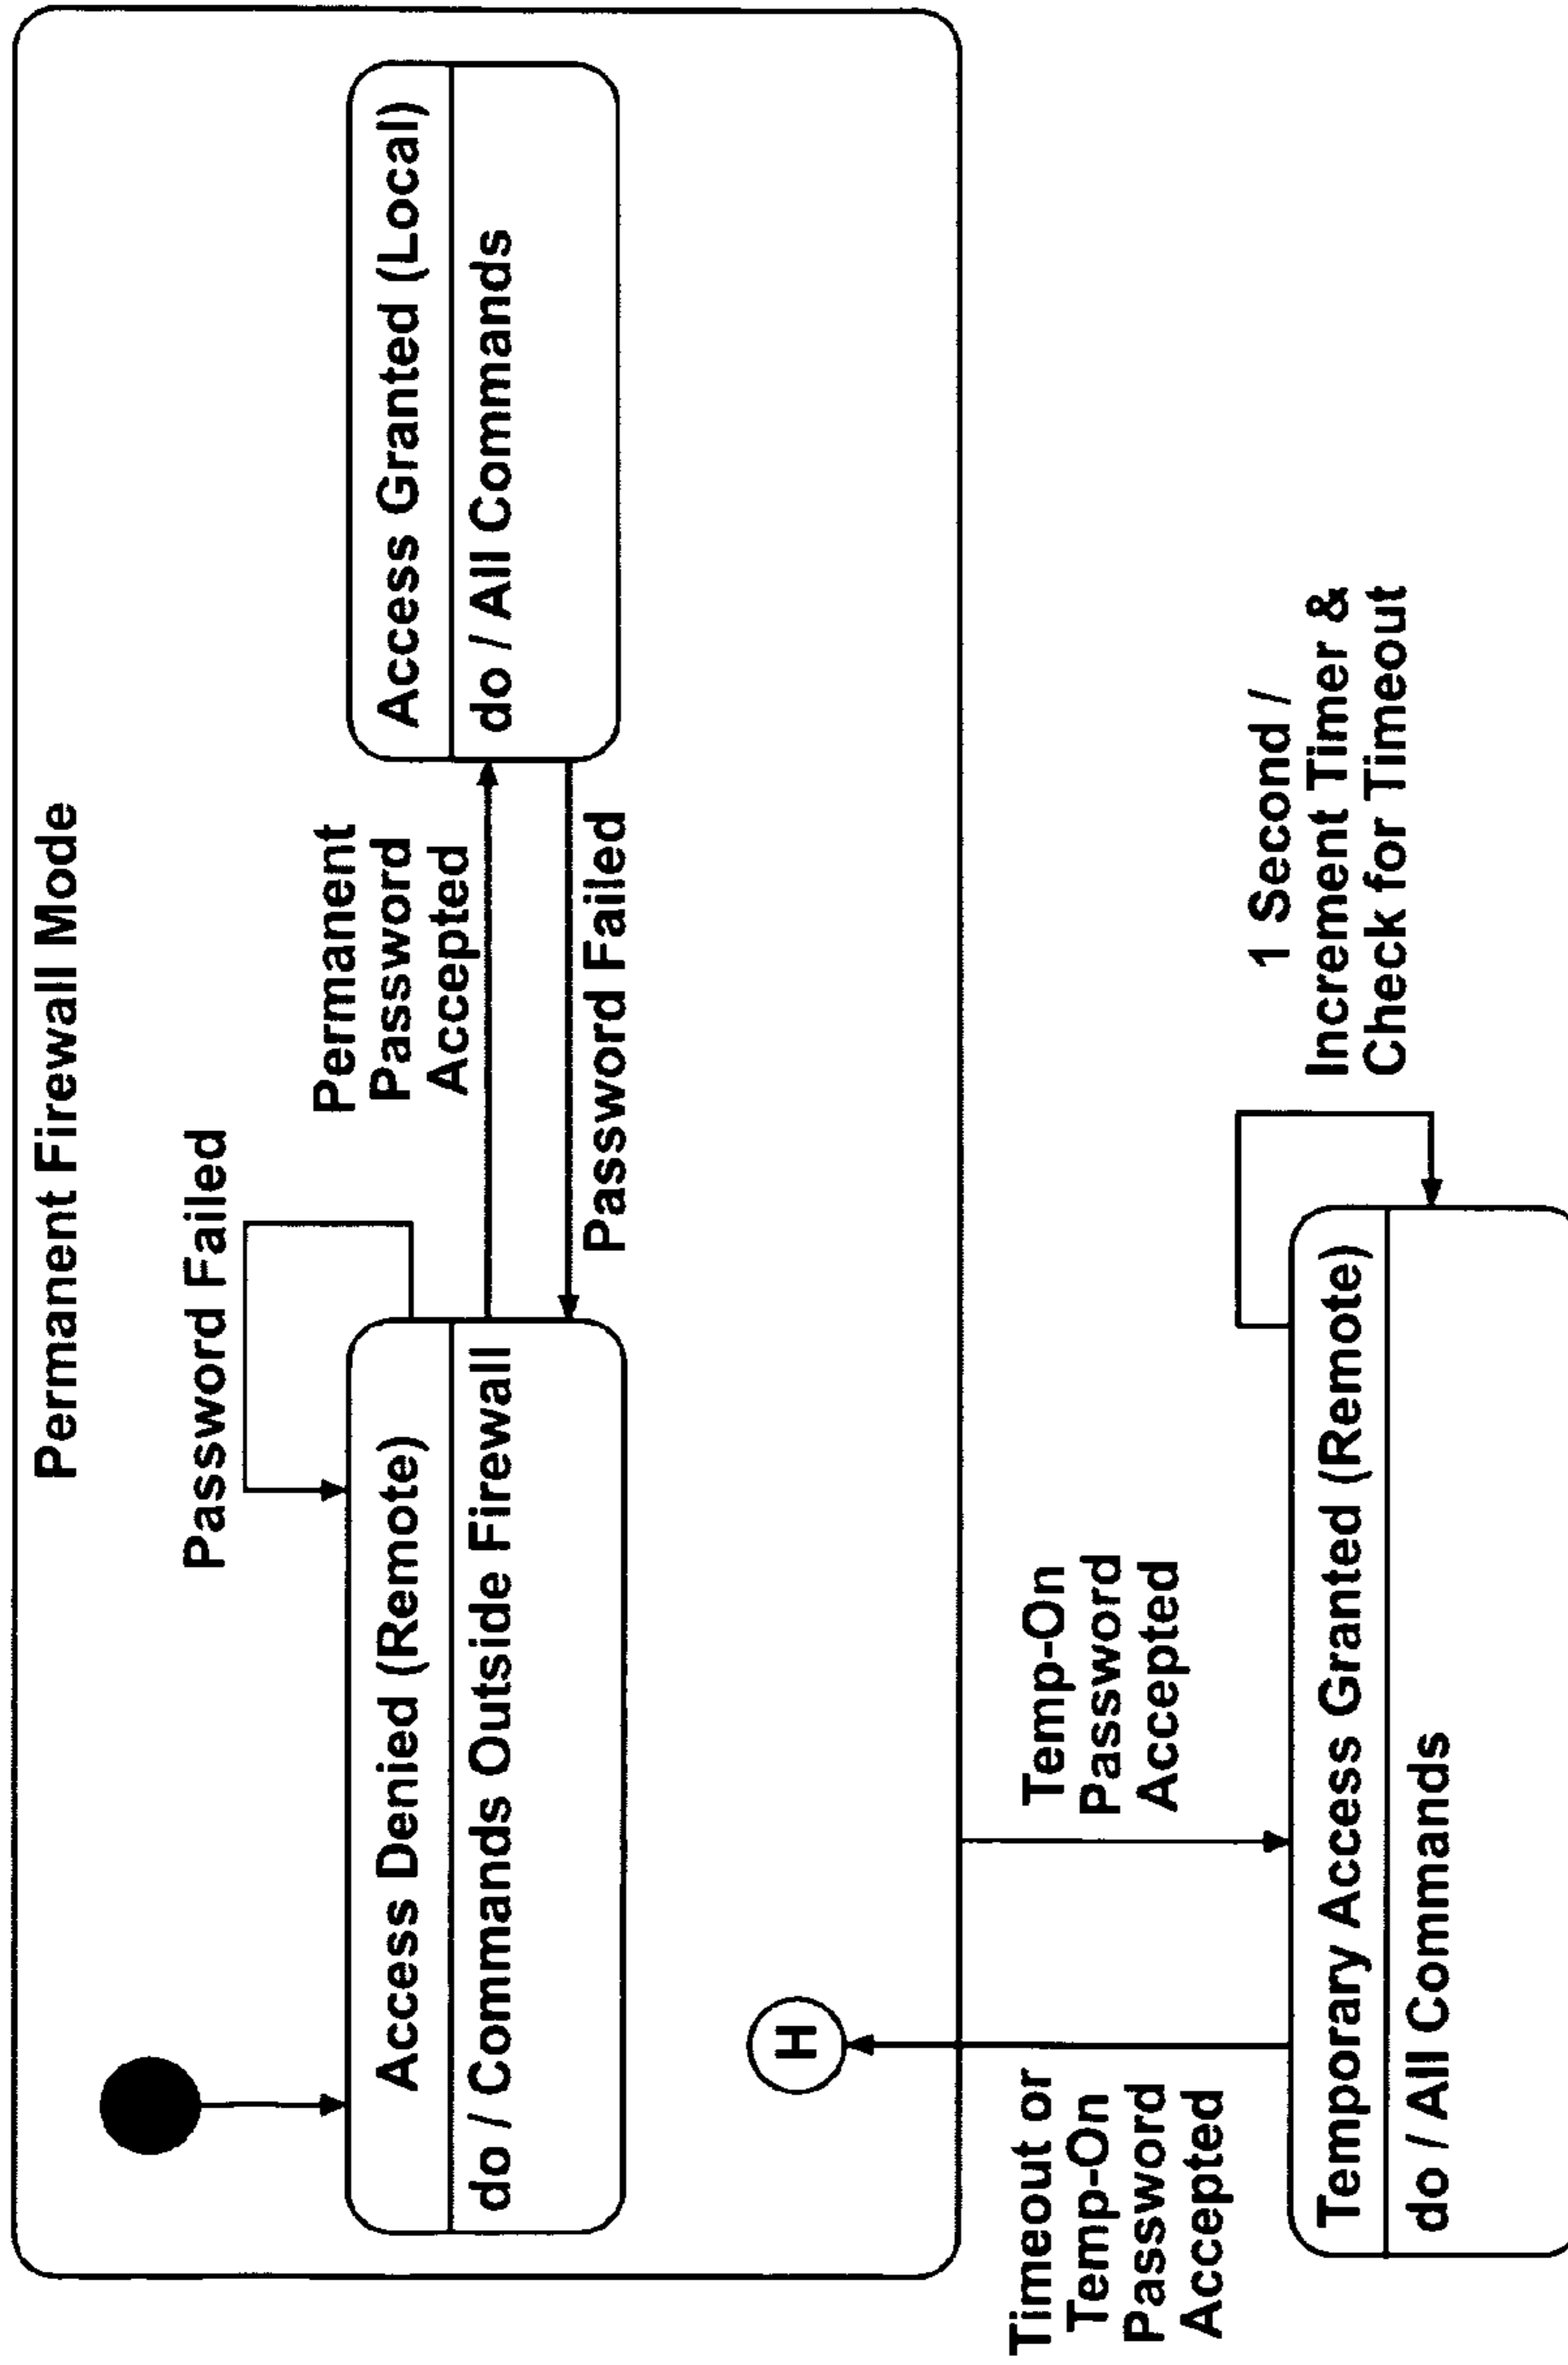 Permanent Firewall Mode
Password Failed
Access Denied (Remote)
do / Commands Outside Firewall
Permanent
Password
Accepted
Password Failed
Access Granted (Local)
do / All Commands
H
Timeout or
Temp-On
Password
Accepted
Temp-On
Password
Accepted
Temporary Access Granted (Remote)
do / All Commands
1 Second /
Increment Timer &
Check for Timeout